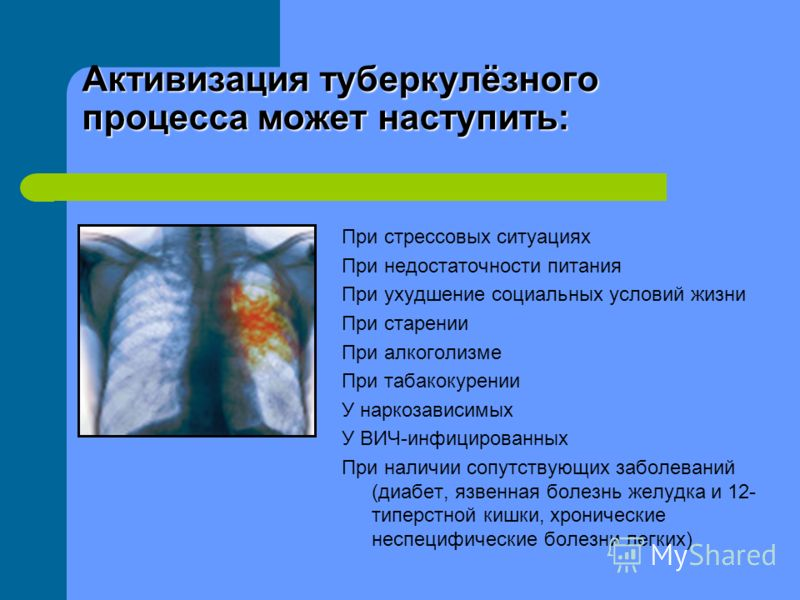 Активизация туберкулёзного
процесса может наступить:
При стрессовых ситуациях
При недостаточности питания
При ухудшение социальных условий жизни
При старении
При алкоголизме
При табакокурении
У наркозависимых
У ВИЧ-инфицированных
При наличии сопутствующих заболеваний
(диабет, язвенная болезнь желудка и 12-
типерстной кишки, хронические
неспецифические болезни легких)
MyShared